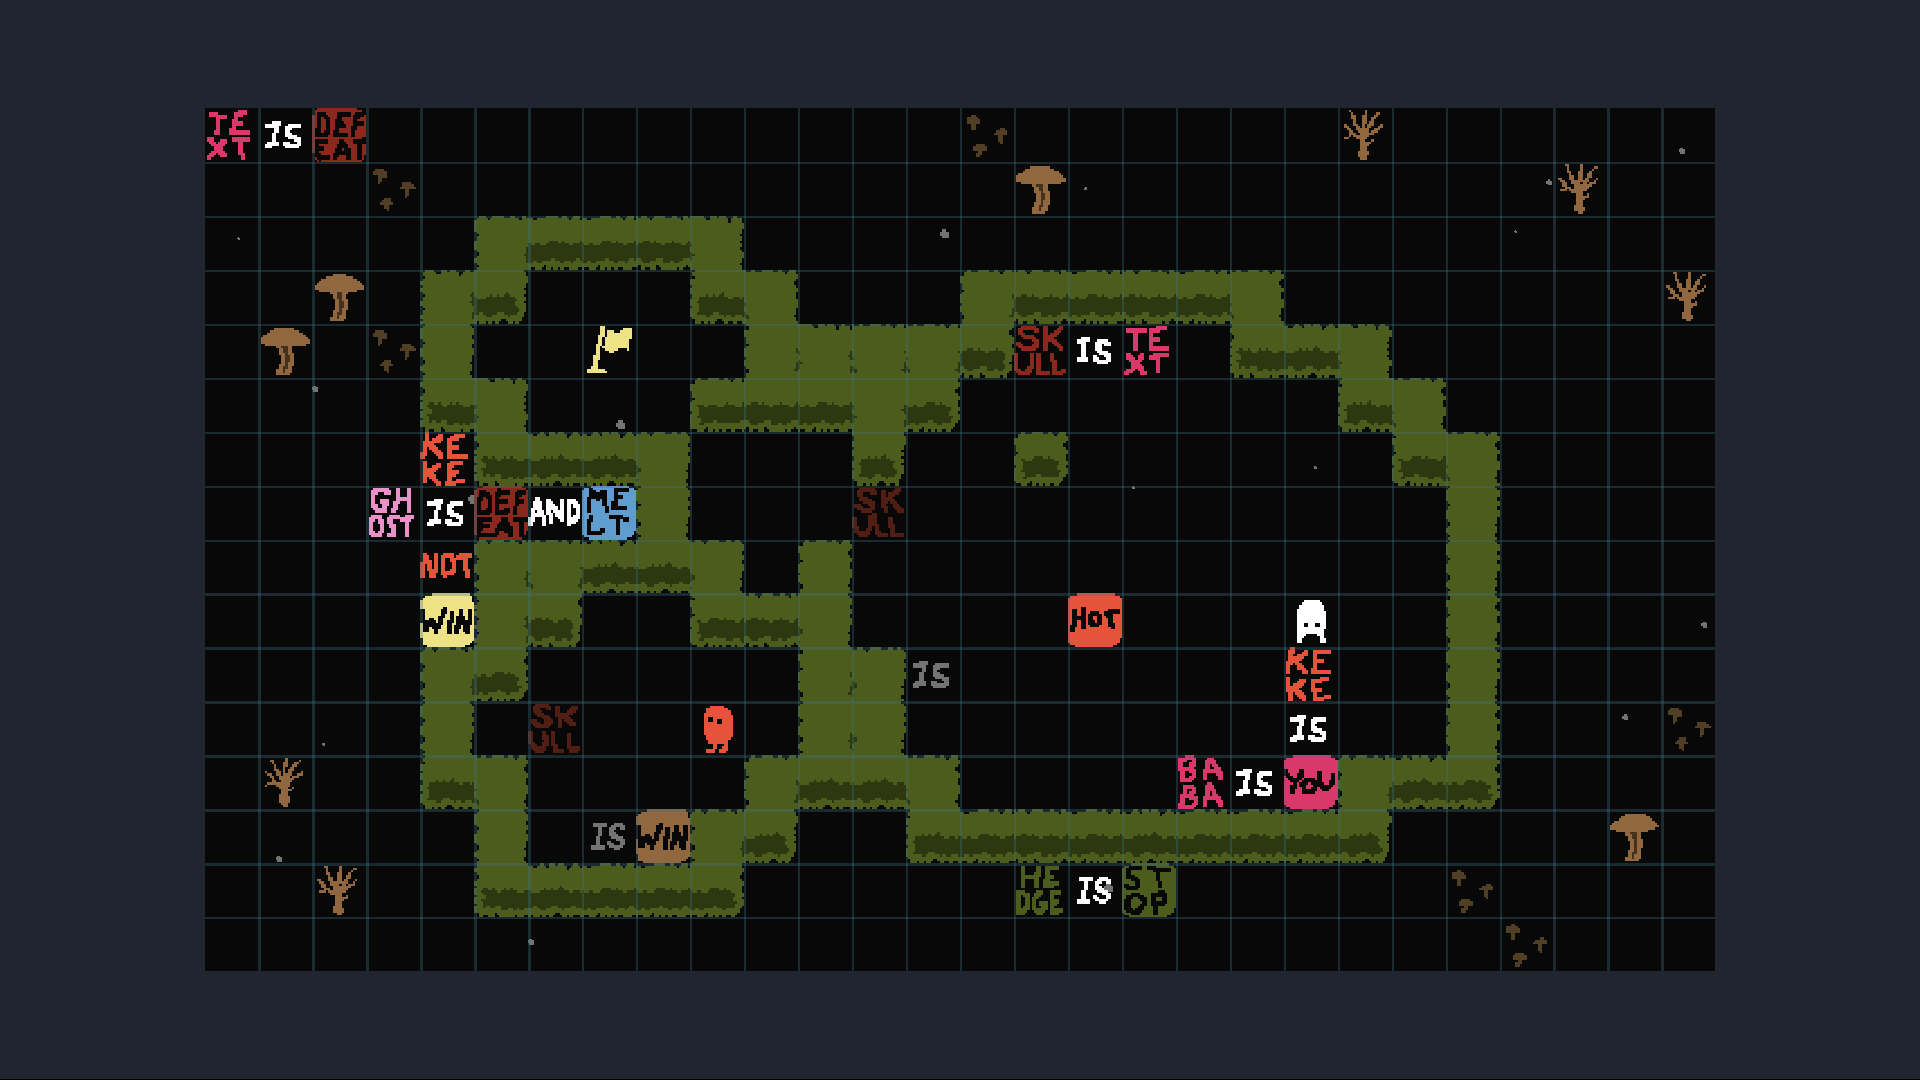 TEXT IS DEFEAT
SKULL IS TEXT
KEKE
GHOST IS DEFEAT AND MELT
SKULL
NOT
WIN
HOT
IS
KEKE
SKULL
IS
BABA IS YOU
IS WIN
HEDGE IS STOP